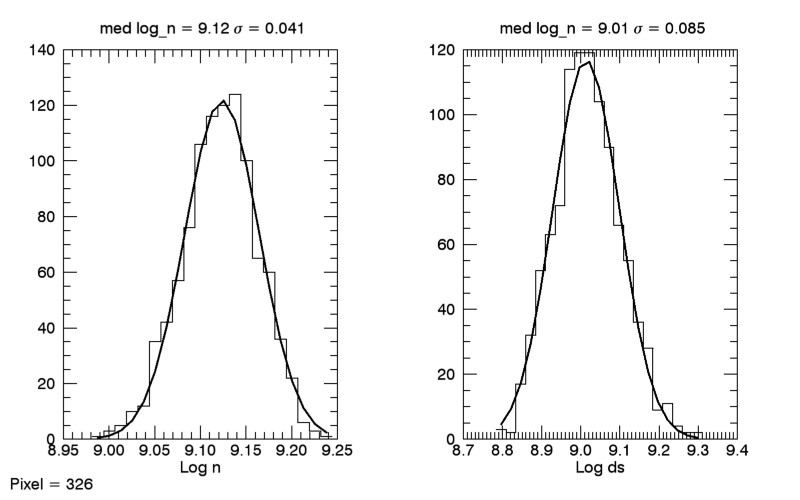 med log_n = 9.12 σ = 0.041
140
120
100
80
60
40
20
0
8.95 9.00 9.05 9.10 9.15 9.20 9.25
Log n
med log_n = 9.01 σ = 0.085
120
100
80
60
40
20
0
8.7 8.8 8.9 9.0 9.1 9.2 9.3 9.4
Log ds
Pixel = 326